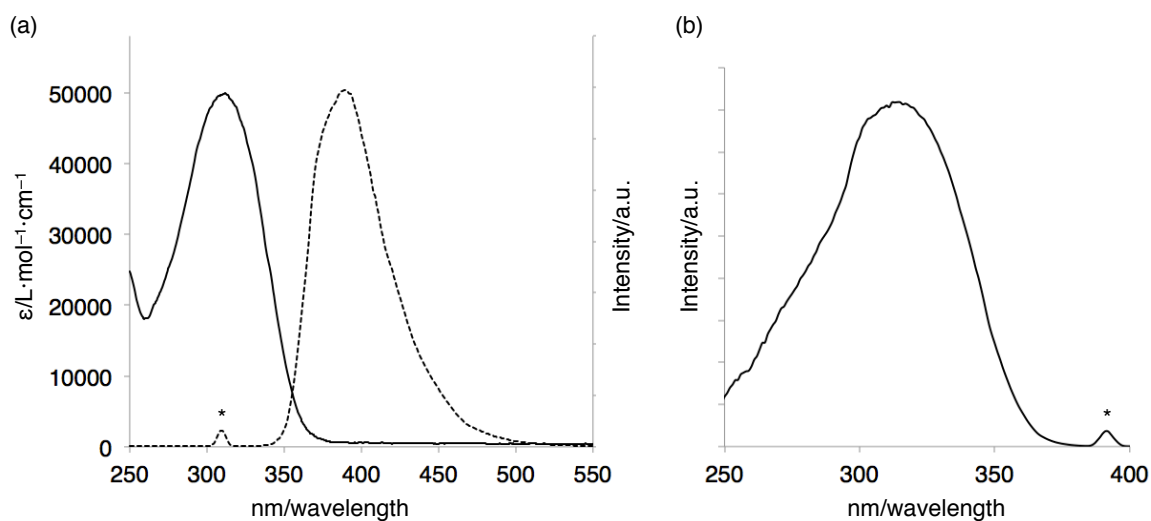 (a)
ε/L·mol⁻¹·cm⁻¹
50000
40000
30000
20000
10000
0
*
250 300 350 400 450 500 550
nm/wavelength
Intensity/a.u.
(b)
Intensity/a.u.
*
250 300 350 400
nm/wavelength